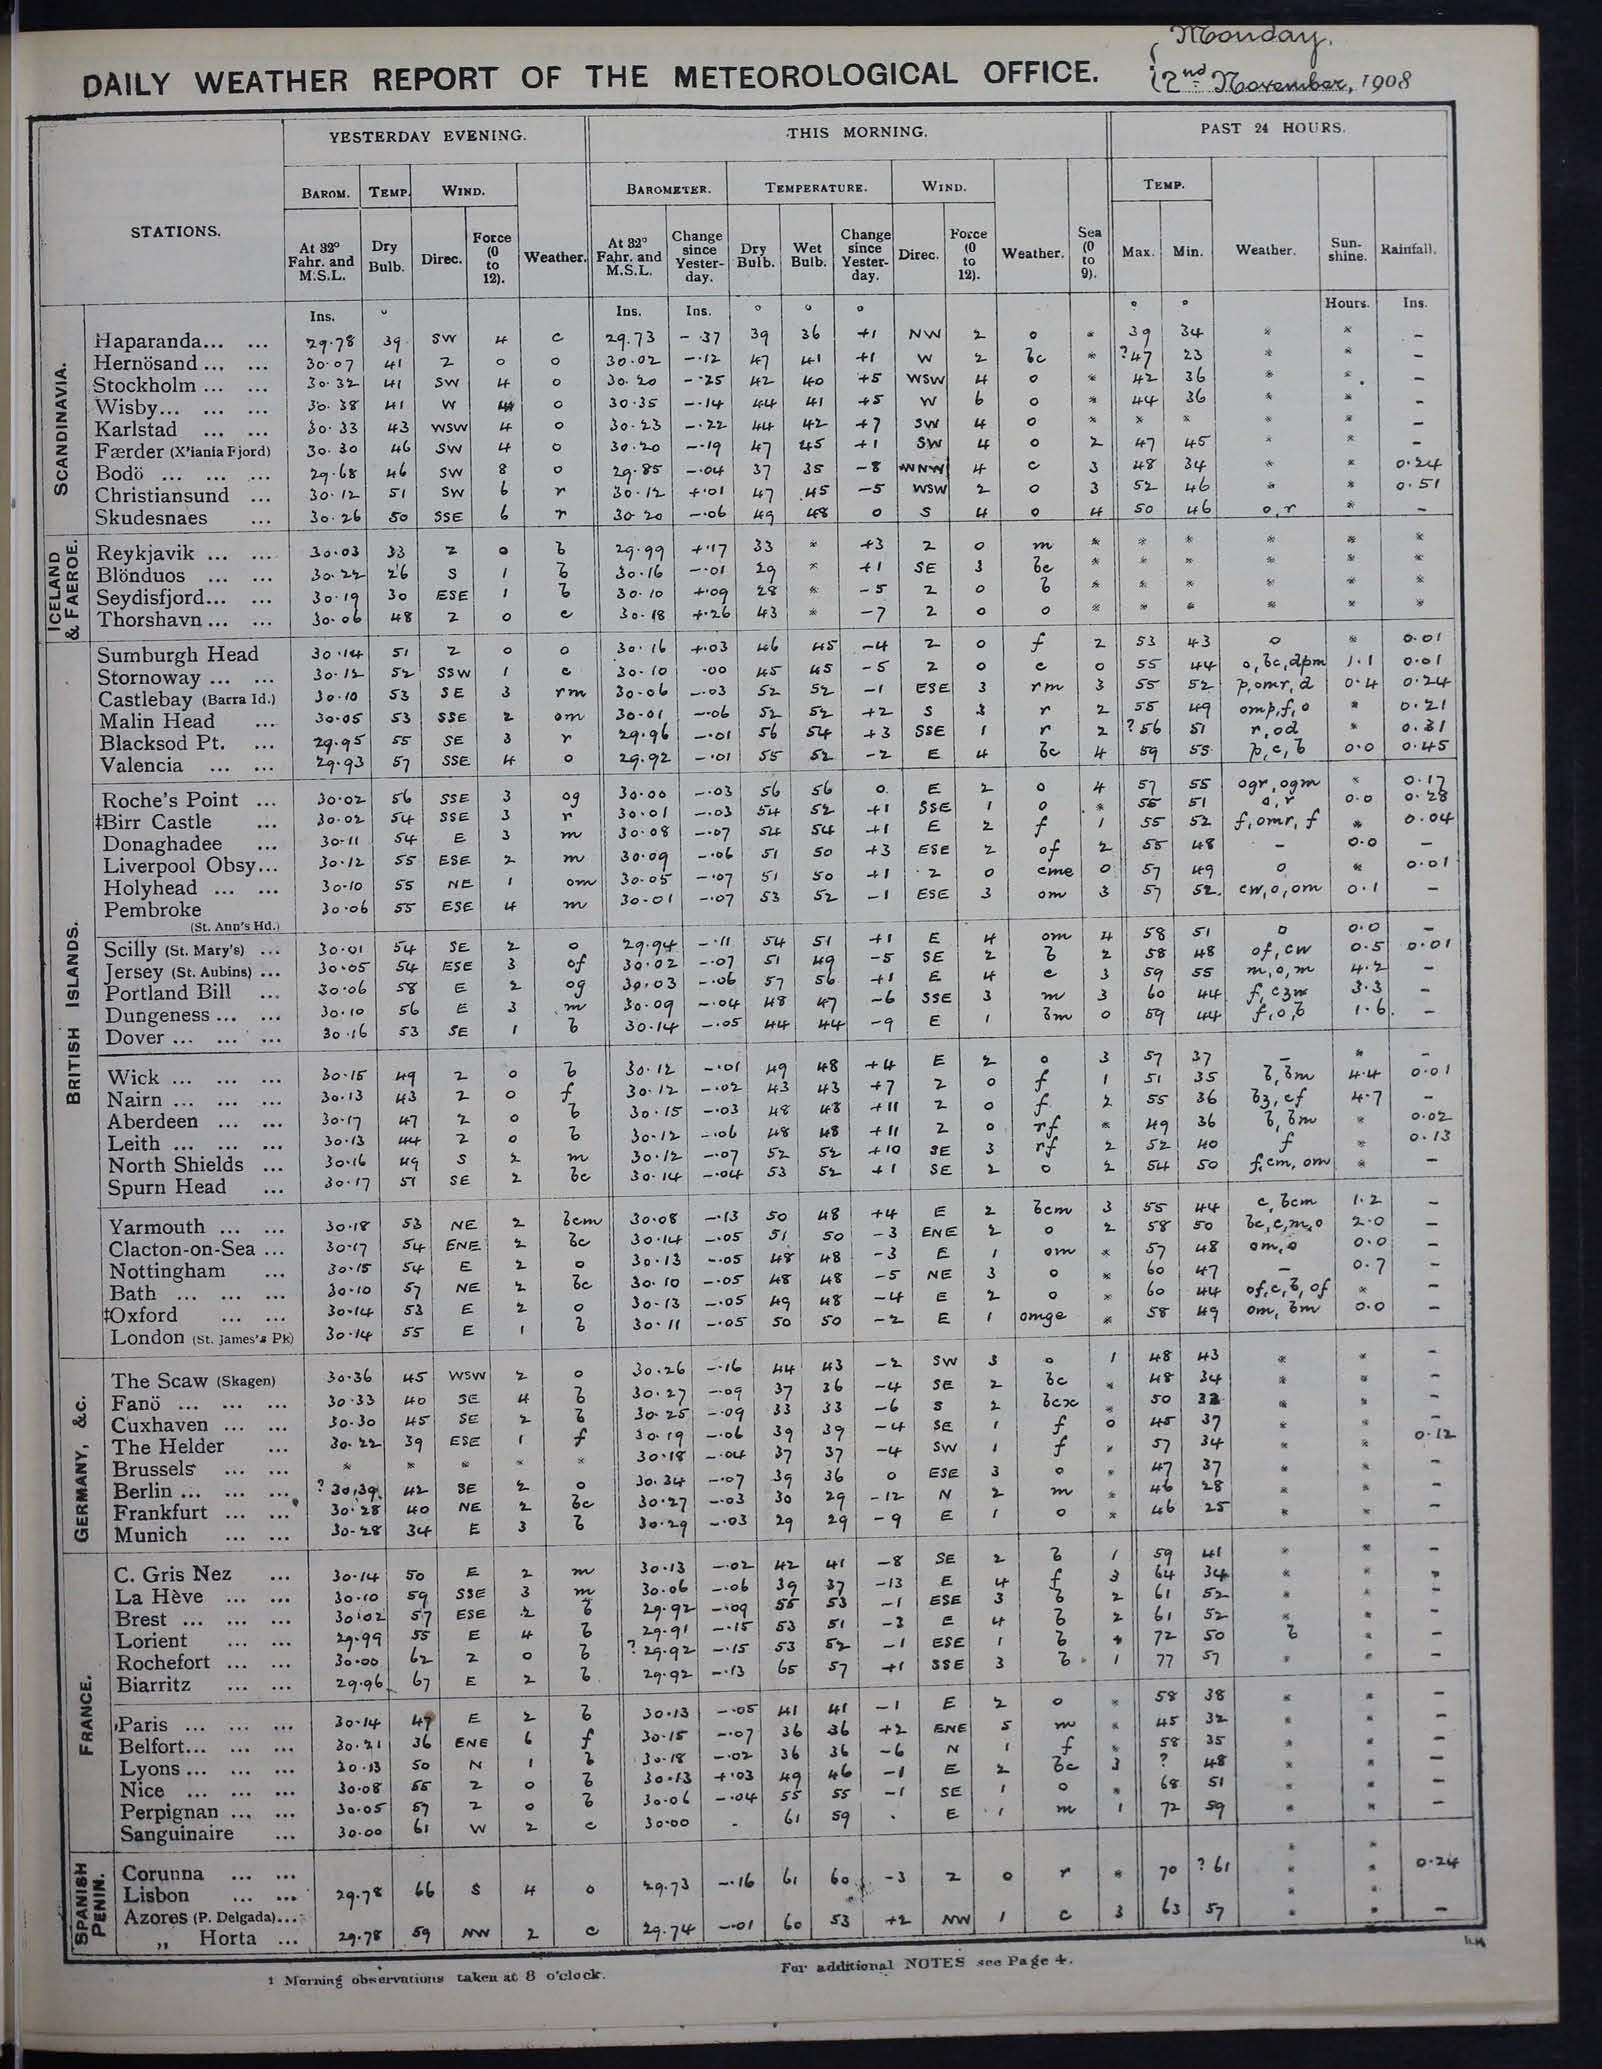 Monday,
DAILY WEATHER REPORT OF THE METEOROLOGICAL OFFICE. 2nd November, 1908
YESTERDAY EVENING. THIS MORNING. PAST 24 HOURS.
STATIONS. BAROM. TEMP. WIND. Weather. BAROMETER. TEMPERATURE. WIND. Weather. Sea (0 to 9). TEMP. Weather. Sun-shine. Rainfall.
At 32° Fahr. and M.S.L. Dry Bulb. Direc. Force (0 to 12). At 32° Fahr. and M.S.L. Change since Yester-day. Dry Bulb. Wet Bulb. Change since Yester-day. Direc. Force (0 to 12). Max. Min.
Ins. ° Ins. Ins. ° ° ° ° ° Hours. Ins.
SCANDINAVIA.
Haparanda... ... 29.78 39 SW 4 c 29.73 -.37 39 36 +1 NW 2 o * 39 34 * * -
Hernösand ... ... 30.07 41 Z 0 o 30.02 -.12 47 41 +1 W 2 bc * ?47 23 * * -
Stockholm ... ... 30.32 41 SW 4 o 30.20 -.25 42 40 +5 WSW 4 o * 42 36 * * -
Wisby... ... ... 30.38 41 W o 30.35 -.14 44 41 +5 W 6 o * 44 36 * * -
Karlstad ... ... 30.33 43 WSW 4 o 30.23 -.22 44 42 +7 SW 4 o * * * * * -
Færder (X'iania Fjord) 30.30 46 SW 4 o 30.20 -.19 47 45 +1 SW 4 o 2 47 45 * * -
Bodö ... ... ... 29.68 46 SW 8 o 29.85 -.04 37 35 -8 WNW 4 c 3 48 34 * * 0.24
Christiansund ... 30.12 51 SW 6 r 30.12 +.01 47 45 -5 WSW 2 o 3 52 46 * * 0.51
Skudesnaes ... 30.26 50 SSE 6 r 30.20 -.06 49 48 0 S 4 o 4 50 46 o,r * -
ICELAND & FAEROE.
Reykjavik ... ... 30.03 33 Z 0 b 29.99 +.17 33 * +3 Z 0 m * * * * * *
Blönduos ... ... 30.22 26 S 1 b 30.16 -.01 29 * +1 SE 3 bc * * * * * *
Seydisfjord... ... 30.19 30 ESE 1 b 30.10 +.09 28 * -5 Z 0 b * * * * * *
Thorshavn ... ... 30.06 48 Z 0 c 30.18 +.26 43 * -7 Z 0 o * * * * * *
BRITISH ISLANDS.
Sumburgh Head 30.14 51 Z 0 o 30.16 +.03 46 45 -4 Z 0 f 2 53 43 o * 0.01
Stornoway ... ... 30.12 52 SSW 1 c 30.10 .00 45 45 -5 Z 0 c 0 55 44 o,bc,dpm 1.1 0.01
Castlebay (Barra Id.) 30.10 53 SE 3 rm 30.06 -.03 52 52 -1 ESE 3 rm 3 55 52 p,omr,d 0.4 0.24
Malin Head ... 30.05 53 SSE 2 om 30.01 -.06 52 52 +2 S 3 r 2 55 49 omp,f,o * 0.21
Blacksod Pt. ... 29.95 55 SE 3 r 29.96 -.01 56 54 +3 SSE 1 r 2 ?56 51 r,od * 0.31
Valencia ... ... 29.93 57 SSE 4 o 29.92 -.01 55 52 -2 E 4 bc 4 59 55 p,c,b 0.0 0.45
Roche's Point ... 30.02 56 SSE 3 og 30.00 -.03 56 56 0. E 2 o 4 57 55 ogr,ogm * 0.17
‡Birr Castle ... 30.02 54 SSE 3 r 30.01 -.03 54 52 +1 SSE 1 o * 55 51 o,r 0.0 0.28
Donaghadee ... 30.11 54 E 3 m 30.08 -.07 54 54 +1 E 2 f 1 55 52 f,omr,f * 0.04
Liverpool Obsy... 30.12 55 ESE 2 m 30.09 -.06 51 50 +3 ESE 2 of 2 55 48 - 0.0 -
Holyhead ... ... 30.10 55 NE 1 om 30.05 -.07 51 50 +1 Z 0 cme 0 57 49 o * 0.01
Pembroke (St. Ann's Hd.) 30.06 55 ESE 4 m 30.01 -.07 53 52 -1 ESE 3 om 3 57 52 cw,o,om 0.1 -
Scilly (St. Mary's) ... 30.01 54 SE 2 o 29.94 -.11 54 51 +1 E 4 om 4 58 51 o 0.0 -
Jersey (St. Aubins) ... 30.05 54 ESE 3 of 30.02 -.07 51 49 -5 SE 2 b 2 58 48 of,cw 0.5 0.01
Portland Bill ... 30.06 58 E 2 og 30.03 -.06 57 56 +1 E 4 c 3 59 55 m,o,m 4.2 -
Dungeness ... ... 30.10 56 E 3 m 30.09 -.04 48 47 -6 SSE 3 m 3 60 44 3.3 -
Dover ... ... ... 30.16 53 SE 1 b 30.14 -.05 44 44 -9 E 1 bm 0 59 44 f,o,b 1.6 -
Wick ... ... ... 30.15 49 Z 0 b 30.12 -.01 49 48 +4 E 2 o 3 57 37 - * -
Nairn ... ... ... 30.13 43 Z 0 f 30.12 -.02 43 43 +7 Z 0 f 1 51 35 b,bm 4.4 0.01
Aberdeen ... ... 30.17 47 Z 0 b 30.15 -.03 48 48 +11 Z 0 f 2 55 36 bz,cf 4.7 -
Leith ... ... ... 30.13 44 Z 0 b 30.12 -.06 48 48 +11 Z 0 rf * 49 36 b,bm * 0.02
North Shields ... 30.16 49 S 2 m 30.12 -.07 52 52 +10 SE 3 rf 2 52 40 f * 0.13
Spurn Head ... 30.17 51 SE 2 bc 30.14 -.04 53 52 +1 SE 2 o 2 54 50 f,cm,om * -
Yarmouth ... ... 30.18 53 NE 2 bcm 30.08 -.13 50 48 +4 E 2 bcm 3 55 44 c,bcm 1.2 -
Clacton-on-Sea ... 30.17 54 ENE 2 bc 30.14 -.05 51 50 -3 ENE 2 o 2 58 50 bc,c,m,o 2.0 -
Nottingham ... 30.15 54 E 2 o 30.13 -.05 48 48 -3 E 1 om * 57 48 om,o 0.0 -
Bath ... ... ... 30.10 57 NE 2 bc 30.10 -.05 48 48 -5 NE 3 o * 60 47 - 0.7 -
‡Oxford ... ... 30.14 53 E 2 o 30.13 -.05 49 48 -4 E 2 o * 60 44 of,c,b,of * -
London (St. James's Pk) 30.14 55 E 1 b 30.11 -.05 50 50 -2 E 1 omge * 58 49 om,bm 0.0 -
GERMANY, &c.
The Scaw (Skagen) 30.36 45 WSW 2 o 30.26 -.16 44 43 -2 SW 3 o 1 48 43 * * -
Fanö ... ... ... 30.33 40 SE 4 b 30.27 -.09 37 36 -4 SE 2 bc * 48 34 * * -
Cuxhaven ... ... 30.30 45 SE 2 b 30.25 -.09 33 33 -6 S 2 bcx * 50 * * -
The Helder ... 30.22 39 ESE 1 f 30.19 -.06 39 39 -4 SE 1 f 0 45 37 * * -
Brussels ... ... * * * * * 30.18 -.04 37 37 -4 SW 1 f * 57 34 * * 0.12
Berlin ... ... ... ?30.39 42 SE 2 o 30.34 -.07 39 36 0 ESE 3 o * 47 37 * * -
Frankfurt ... ... 30.28 40 NE 2 bc 30.27 -.03 30 29 -12 N 2 m * 46 28 * * -
Munich ... ... 30.28 34 E 3 b 30.29 -.03 29 29 -9 E 1 o * 46 25 * * -
FRANCE.
C. Gris Nez ... 30.14 50 E 2 m 30.13 -.02 42 41 -8 SE 2 b 1 59 41 * * -
La Hève ... ... 30.10 59 SSE 3 m 30.06 -.06 39 37 -13 E 4 f 3 64 34 * * -
Brest ... ... ... 30.02 57 ESE 2 b 29.92 -.09 55 53 -1 ESE 3 b 2 61 52 * * -
Lorient ... ... 29.99 55 E 4 b 29.91 -.15 53 51 -3 E 4 b 2 61 52 * * -
Rochefort ... ... 30.00 62 Z 0 b ?29.92 -.15 53 52 -1 ESE 1 b * 72 50 b * -
Biarritz ... ... 29.96 67 E 2 b 29.92 -.13 65 57 +1 SSE 3 b 1 77 57 * * -
Paris ... ... ... 30.14 47 E 2 b 30.13 -.05 41 41 -1 E 2 o * 58 38 * * -
Belfort... ... ... 30.21 36 ENE 6 f 30.15 -.07 36 36 +2 ENE 5 m * 45 32 * * -
Lyons ... ... ... 30.13 50 N 1 b 30.18 -.02 36 36 -6 N 1 f * 58 35 * * -
Nice ... ... ... 30.08 55 Z 0 b 30.13 +.03 49 46 -1 E 2 bc 3 ? 48 * * -
Perpignan ... ... 30.05 57 Z 0 b 30.06 -.04 55 55 -1 SE 1 o * 68 51 * * -
Sanguinaire ... 30.00 61 W 2 c 30.00 - 61 59 . E 1 m 1 72 59 * * -
SPANISH PENIN.
Corunna ... ... * *
Lisbon ... ... 29.78 66 S 4 o 29.73 -.16 61 60 -3 Z 0 r * 70 ?61 * * 0.24
Azores (P. Delgada)... * *
„ Horta ... 29.78 59 NW 2 c 29.74 -.01 60 53 +2 NW 1 c 3 63 57 * * -
‡ Morning observations taken at 8 o'clock. For additional NOTES see Page 4.